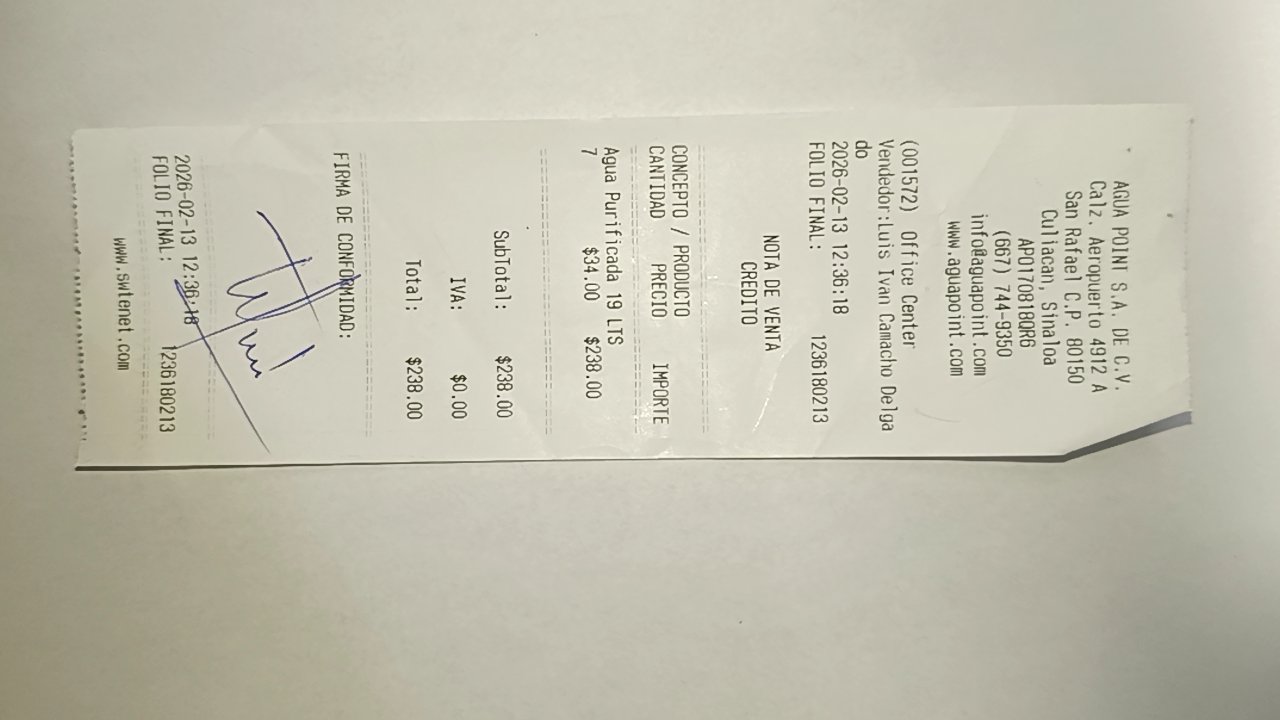 AGUA POINT S.A. DE C.V.
Calz. Aeropuerto 4912 A
San Rafael C.P. 80150
Culiacan, Sinaloa
APO170818QR6
(667) 744-9350
info@aguapoint.com
www.aguapoint.com
(001572) Office Center
Vendedor:Luis Ivan Camacho Delga
do
2026-02-13 12:36:18
FOLIO FINAL: 1236180213
NOTA DE VENTA
CREDITO
CONCEPTO / PRODUCTO
CANTIDAD PRECIO IMPORTE
Agua Purificada 19 LTS
7 $34.00 $238.00
SubTotal: $238.00
IVA: $0.00
Total: $238.00
FIRMA DE CONFORMIDAD:
2026-02-13 12:36:18
FOLIO FINAL: 1236180213
www.swtenet.com